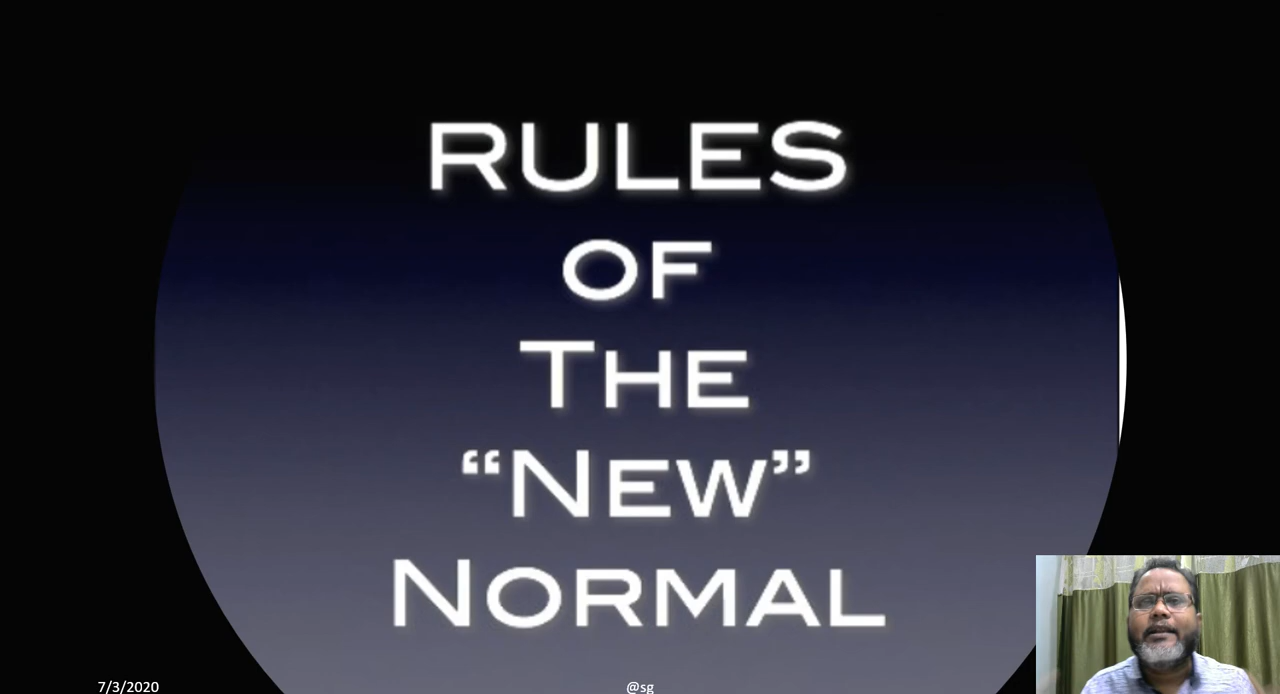 RULES
OF
THE
“NEW”
NORMAL
7/3/2020
@sg